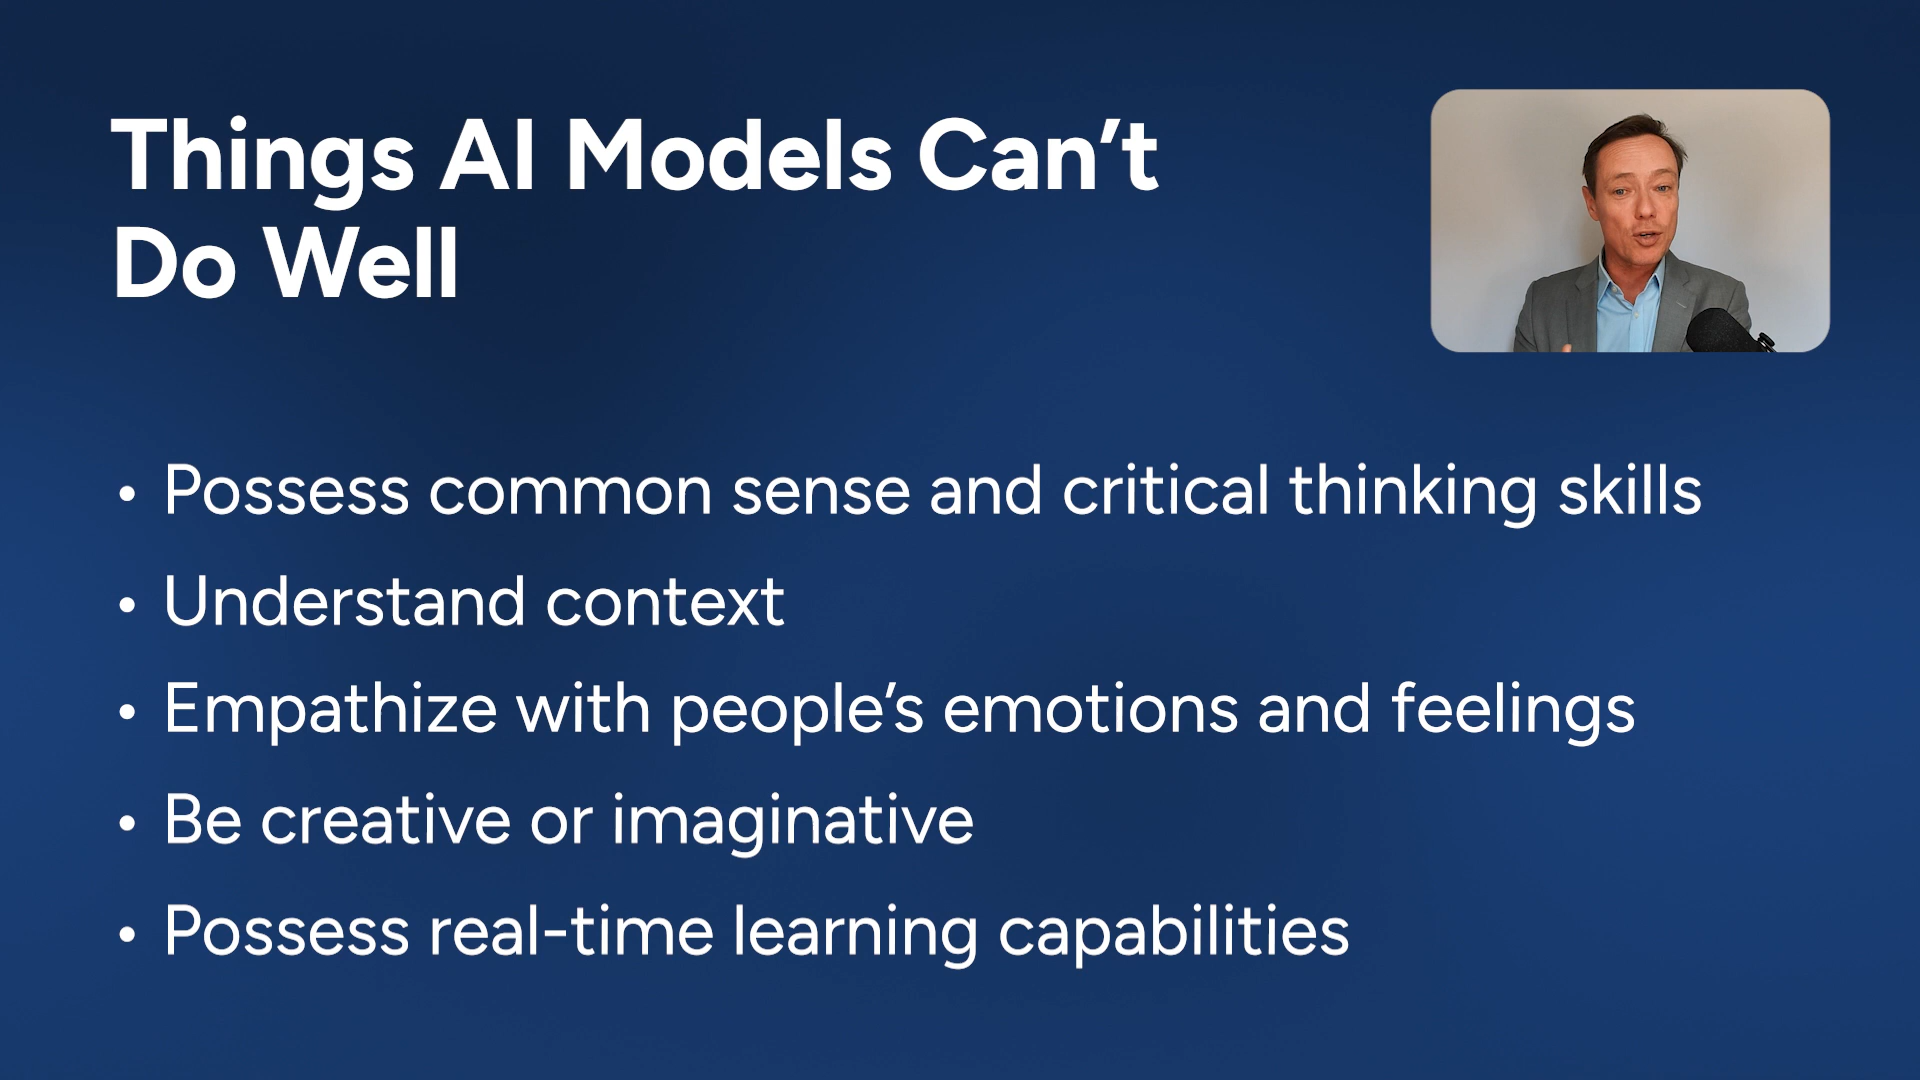 Things AI Models Can’t
Do Well
• Possess common sense and critical thinking skills
• Understand context
• Empathize with people’s emotions and feelings
• Be creative or imaginative
• Possess real-time learning capabilities